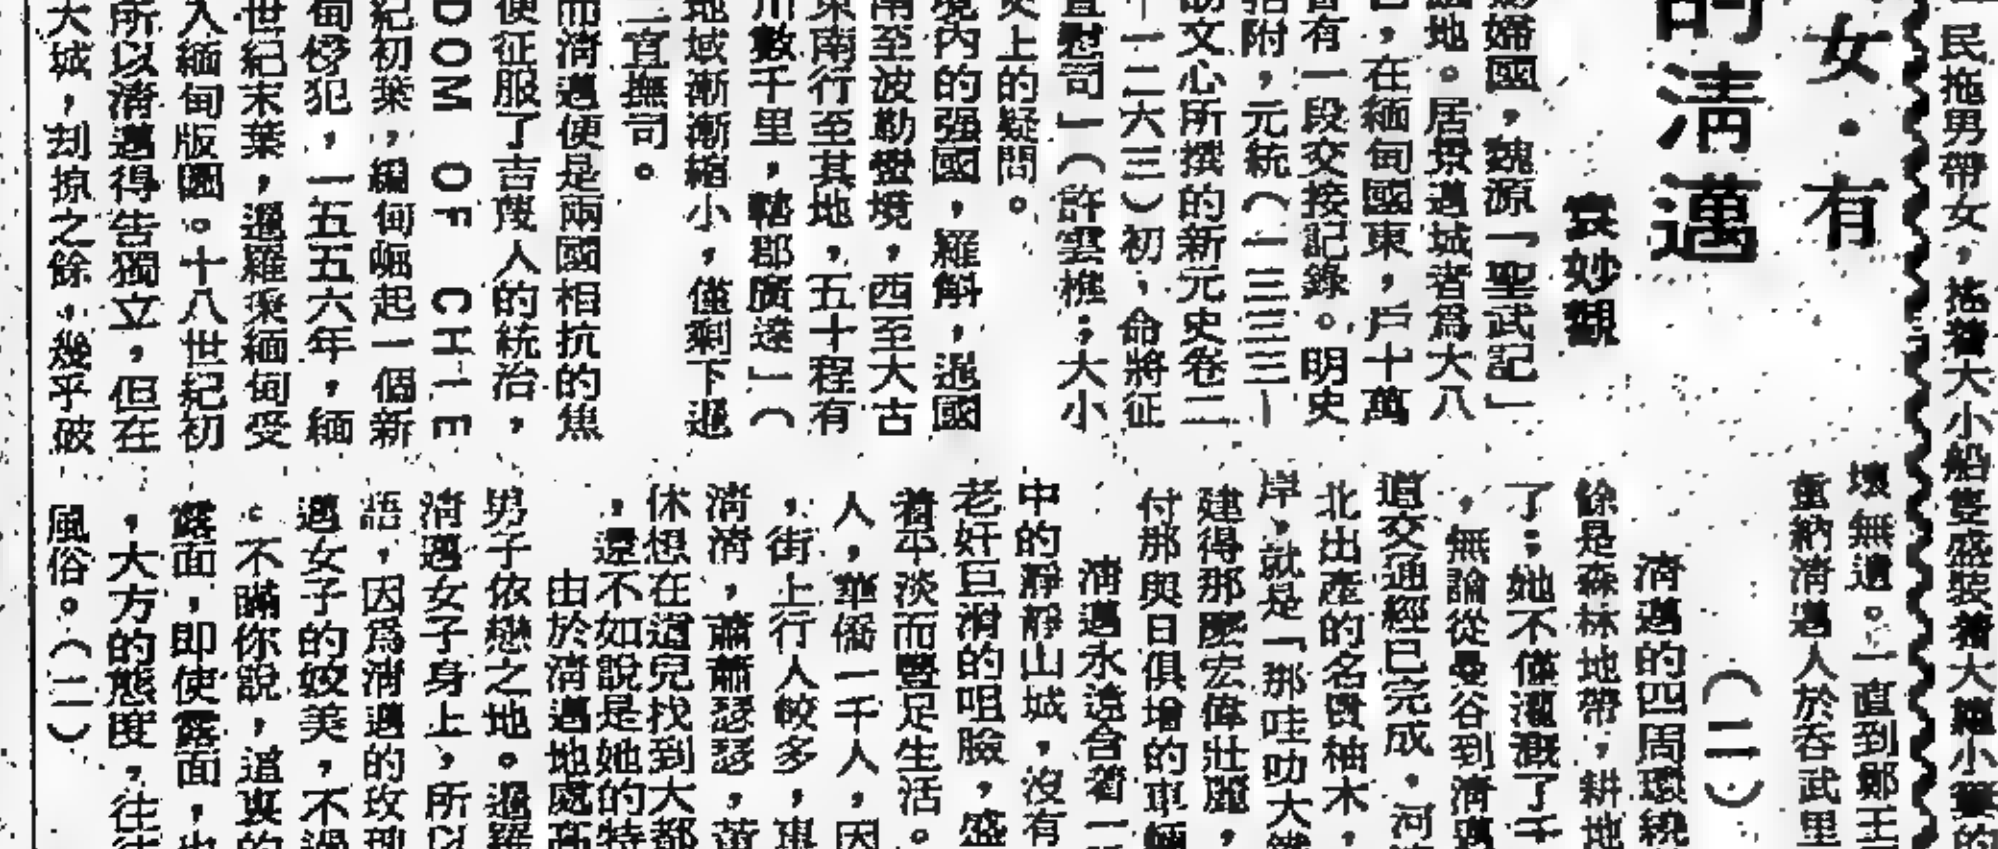 民拖男帶女，搖着大小船隻盛裝着大
女·有
的清邁
袁妙觀
婦國，魏源「聖武記」
地。居景邁城者爲大八
，在緬甸國東，戶十萬
有一段交接記錄。明史
附，元統（一三三三—
文心所撰的新元史卷二
十一二六三）初，命將征
宣慰司」（許雲樵；大小
史上的疑問。
境內的强國，羅斛，暹國
南至波勒蠻境，西至大古
東南行至其地，五十程有
川數千里，轄郡廣遠」（
地域漸漸縮小，僅剩下暹
二宣撫司。
而清邁便是兩國相抗的焦
便征服了吉蔑人的統治，
DOM OF CHIE
紀初葉，緬甸崛起一個新
甸侵犯，一五五六年，緬
世紀末葉，暹羅乘緬甸受
入緬甸版圖。十八世紀初
所以清邁得告獨立，但在
大城，刦掠之餘，幾乎破
壞無遺。一直到鄭王
重納清邁人於吞武里
（二）
清邁的四周環繞
餘是森林地帶，耕地
了；她不僅灌溉了千
，無論從曼谷到清邁
道交通經已完成，河
北出產的名貴柚木，
岸，就是「那哇叻大
建得那麼宏偉壯麗，
付那與日俱增的車輛
清邁永遠含着一
中的靜靜山城，沒有
老奸巨滑的咀臉，盛
着平淡而豐足生活。
人，華僑一千人，因
，街上行人較多，
清清，蕭蕭瑟瑟，
休想在這兒找到大都
，還不如說是她的特
由於清邁地處高
男子依戀之地。暹羅
清邁女子身上，所以
語，因爲清邁的玫瑰
邁女子的姣美，不過
。不瞞你說，這裏的
露面，即使露面，也
，大方的態度，往往
風俗。（二）